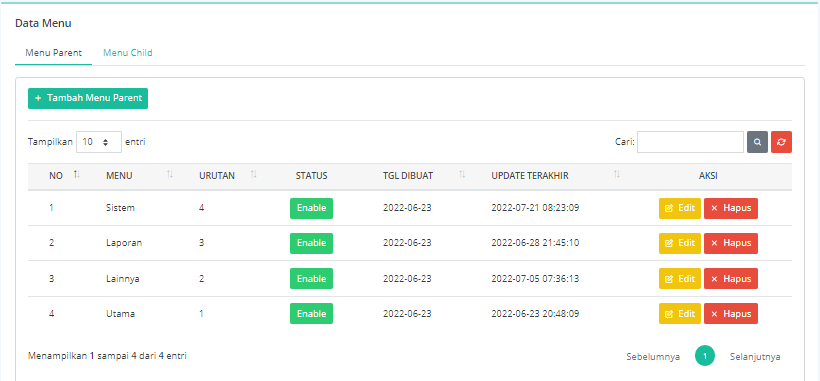 Data Menu
Menu Parent Menu Child
+ Tambah Menu Parent
Tampilkan 10 entri Cari:
NO MENU URUTAN STATUS TGL DIBUAT UPDATE TERAKHIR AKSI
1 Sistem 4 Enable 2022-06-23 2022-07-21 08:23:09 Edit × Hapus
2 Laporan 3 Enable 2022-06-23 2022-06-28 21:45:10 Edit × Hapus
3 Lainnya 2 Enable 2022-06-23 2022-07-05 07:36:13 Edit × Hapus
4 Utama 1 Enable 2022-06-23 2022-06-23 20:48:09 Edit × Hapus
Menampilkan 1 sampai 4 dari 4 entri Sebelumnya 1 Selanjutnya